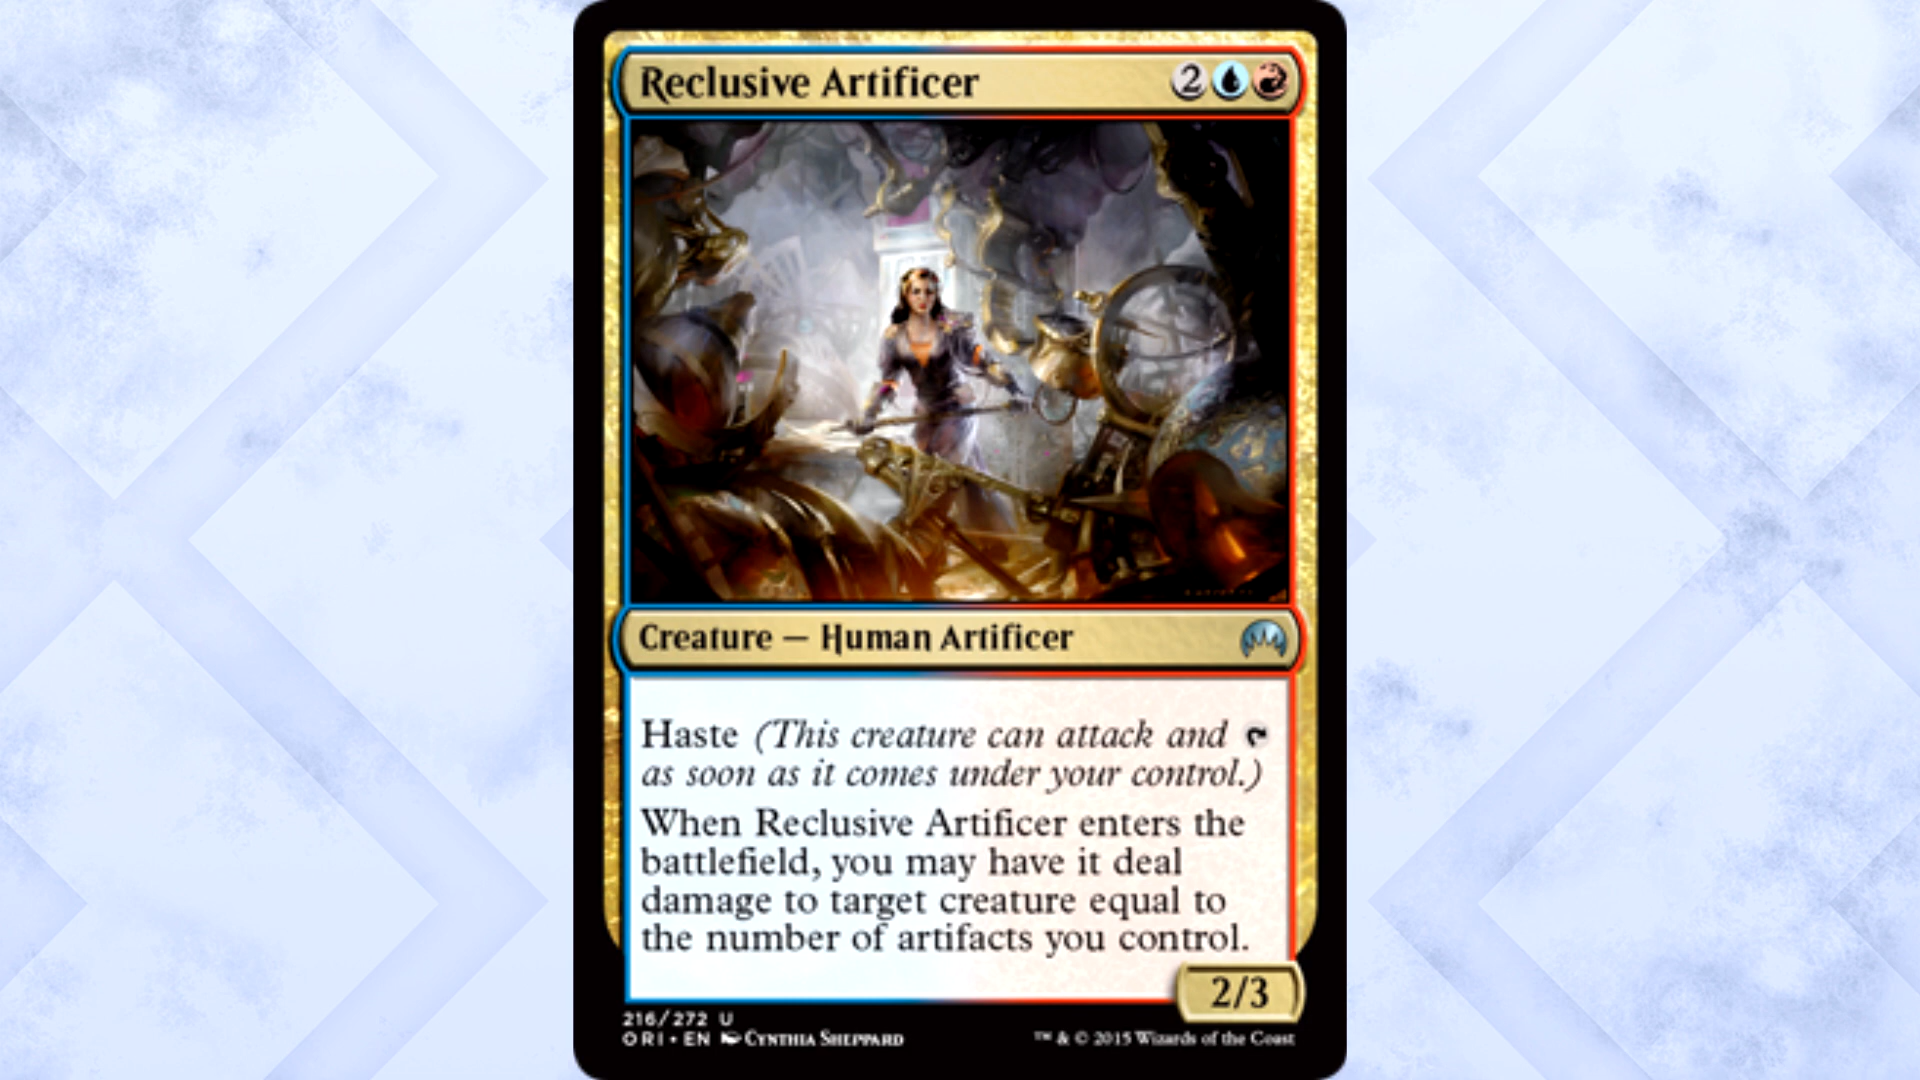 Reclusive Artificer 2
Creature — Human Artificer
Haste (This creature can attack and
as soon as it comes under your control.)
When Reclusive Artificer enters the
battlefield, you may have it deal
damage to target creature equal to
the number of artifacts you control.
2/3
216/272 U
ORI • EN Cynthia Sheppard ™ & © 2015 Wizards of the Coast